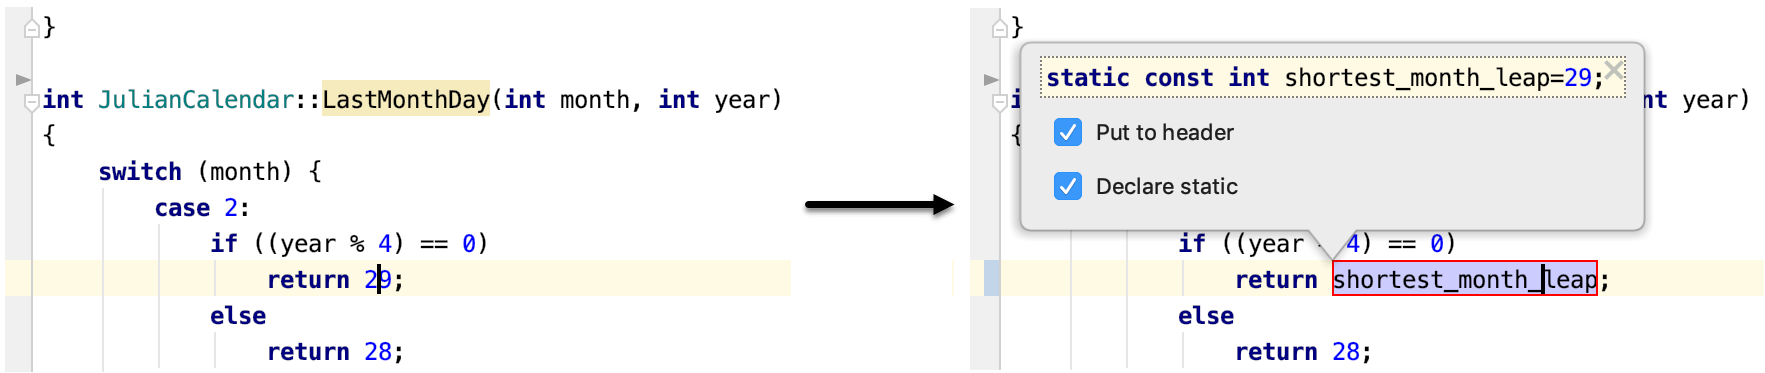 }
int JulianCalendar::LastMonthDay(int month, int year)
{
switch (month) {
case 2:
if ((year % 4) == 0)
return 29;
else
return 28;
}
static const int shortest_month_leap=29;
nt year)
{
Put to header
Declare static
if ((year 4) == 0)
return shortest_month_leap;
else
return 28;